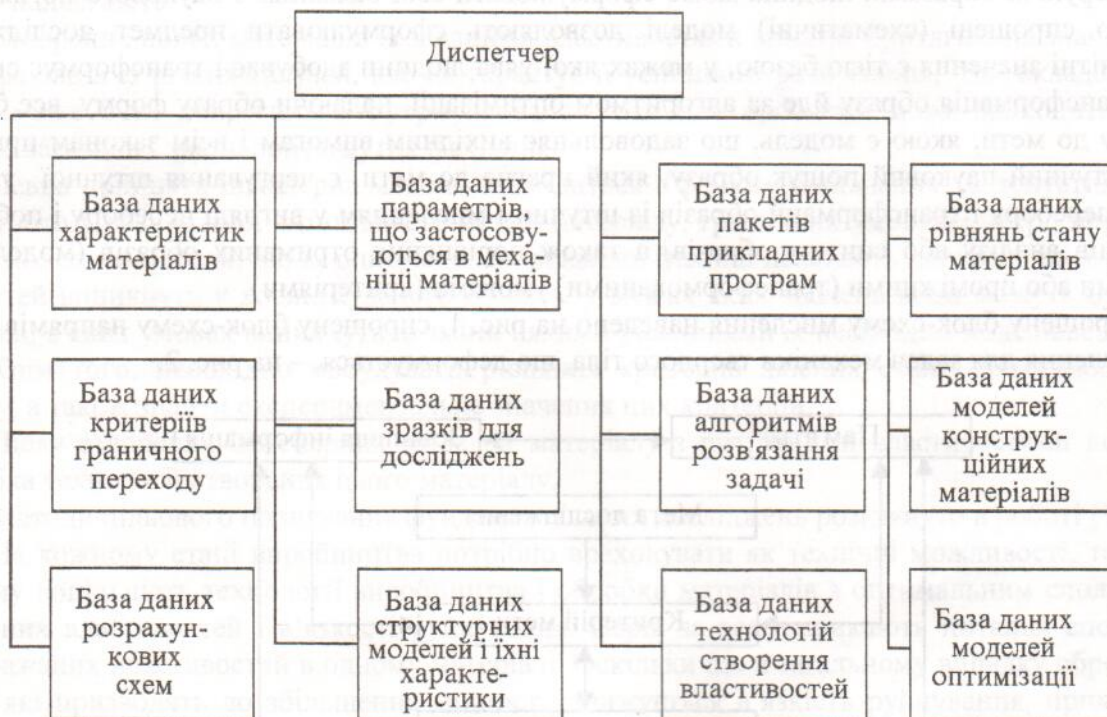 Диспетчер
База даних
характеристик
матеріалів
База даних
параметрів,
що застосову-
ються в меха-
ніці матеріалів
База даних
пакетів
прикладних
програм
База даних
рівнянь стану
матеріалів
База даних
критеріїв
граничного
переходу
База даних
зразків для
досліджень
База даних
алгоритмів
розв'язання
задачі
База даних
моделей
конструк-
ційних
матеріалів
База даних
розрахун-
мових
схем
База даних
структурних
моделей і їхні
характе-
ристики
База даних
технологій
створення
властивостей
База даних
моделей
оптимізації